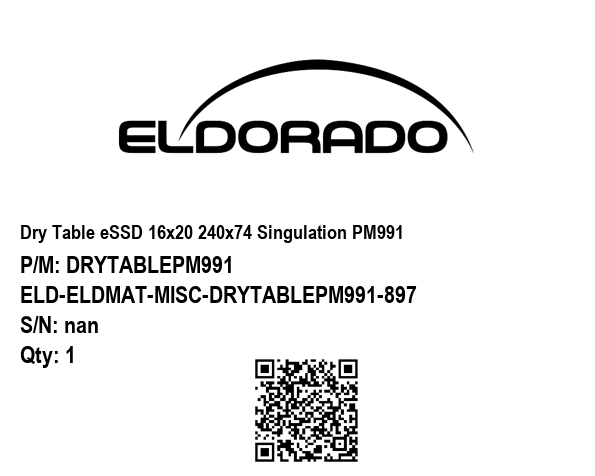 ELDORADO
Dry Table eSSD 16x20 240x74 Singulation PM991
P/M: DRYTABLEPM991
ELD-ELDMAT-MISC-DRYTABLEPM991-897
S/N: nan
Qty: 1